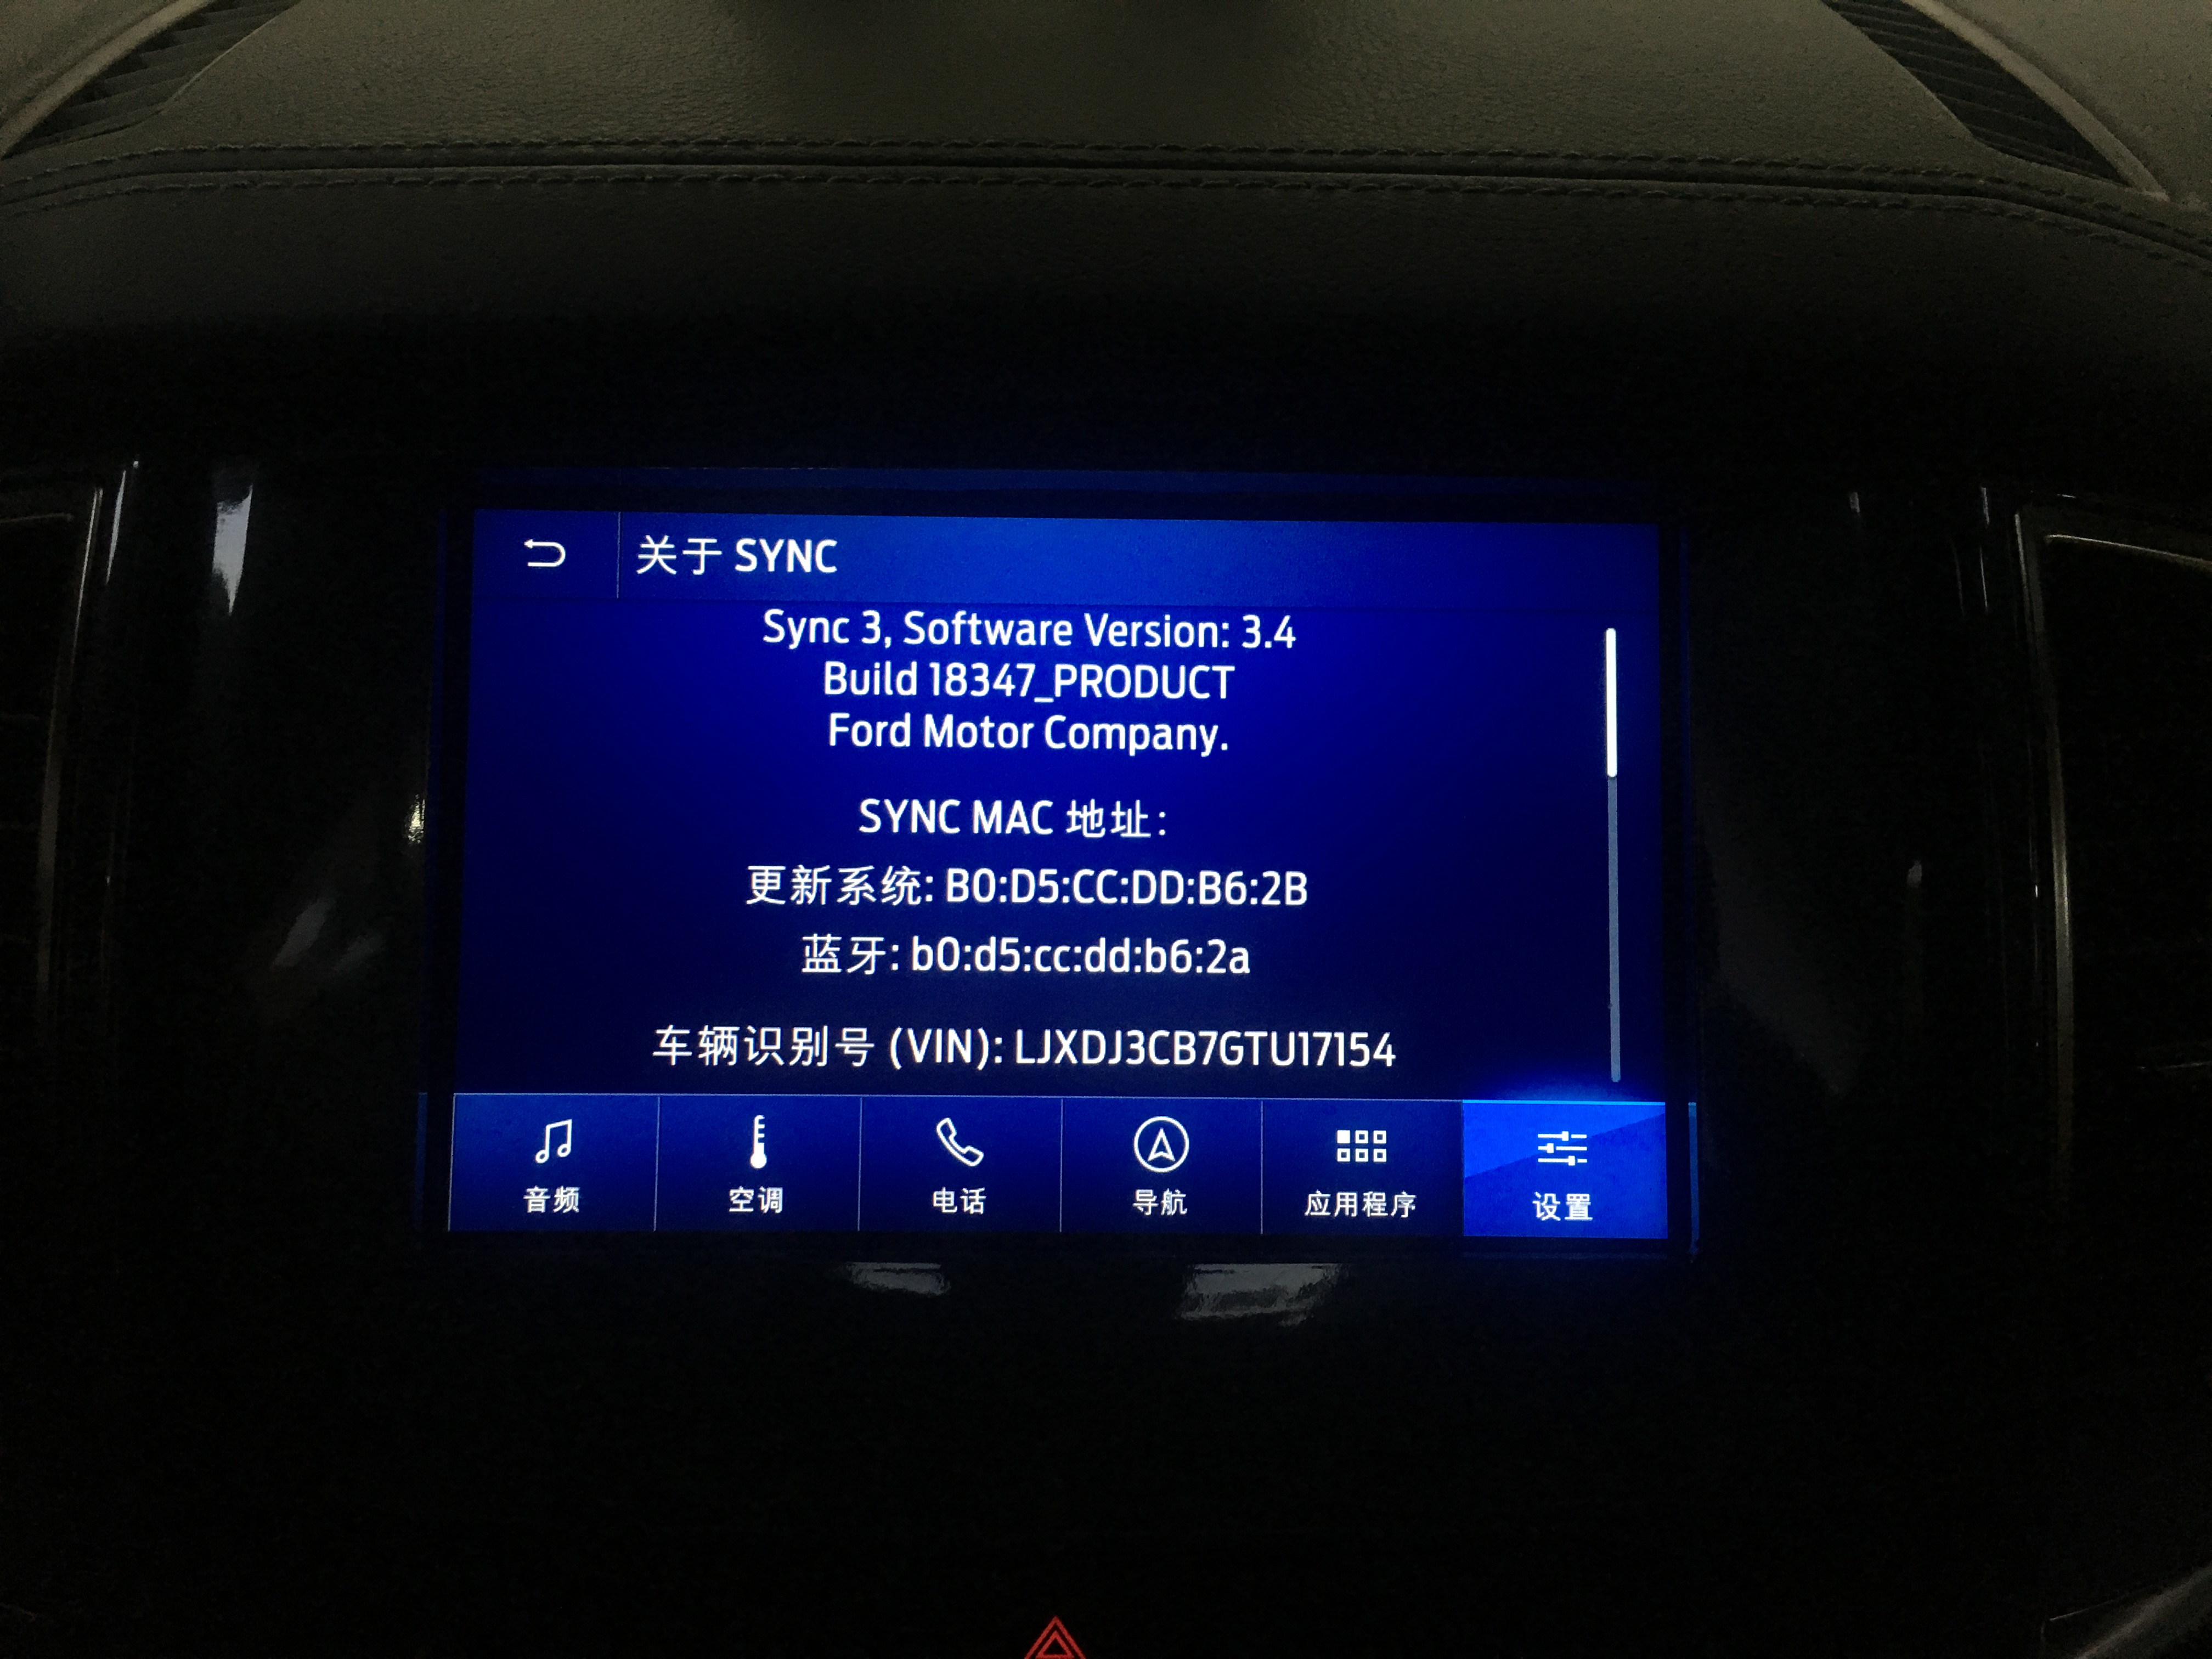 关于 SYNC
Sync 3, Software Version: 3.4
Build 18347_PRODUCT
Ford Motor Company.
SYNC MAC 地址:
更新系统: B0:D5:CC:DD:B6:2B
蓝牙: b0:d5:cc:dd:b6:2a
车辆识别号 (VIN): LJXDJ3CB7GTU17154
音频 空调 电话 导航 应用程序 设置